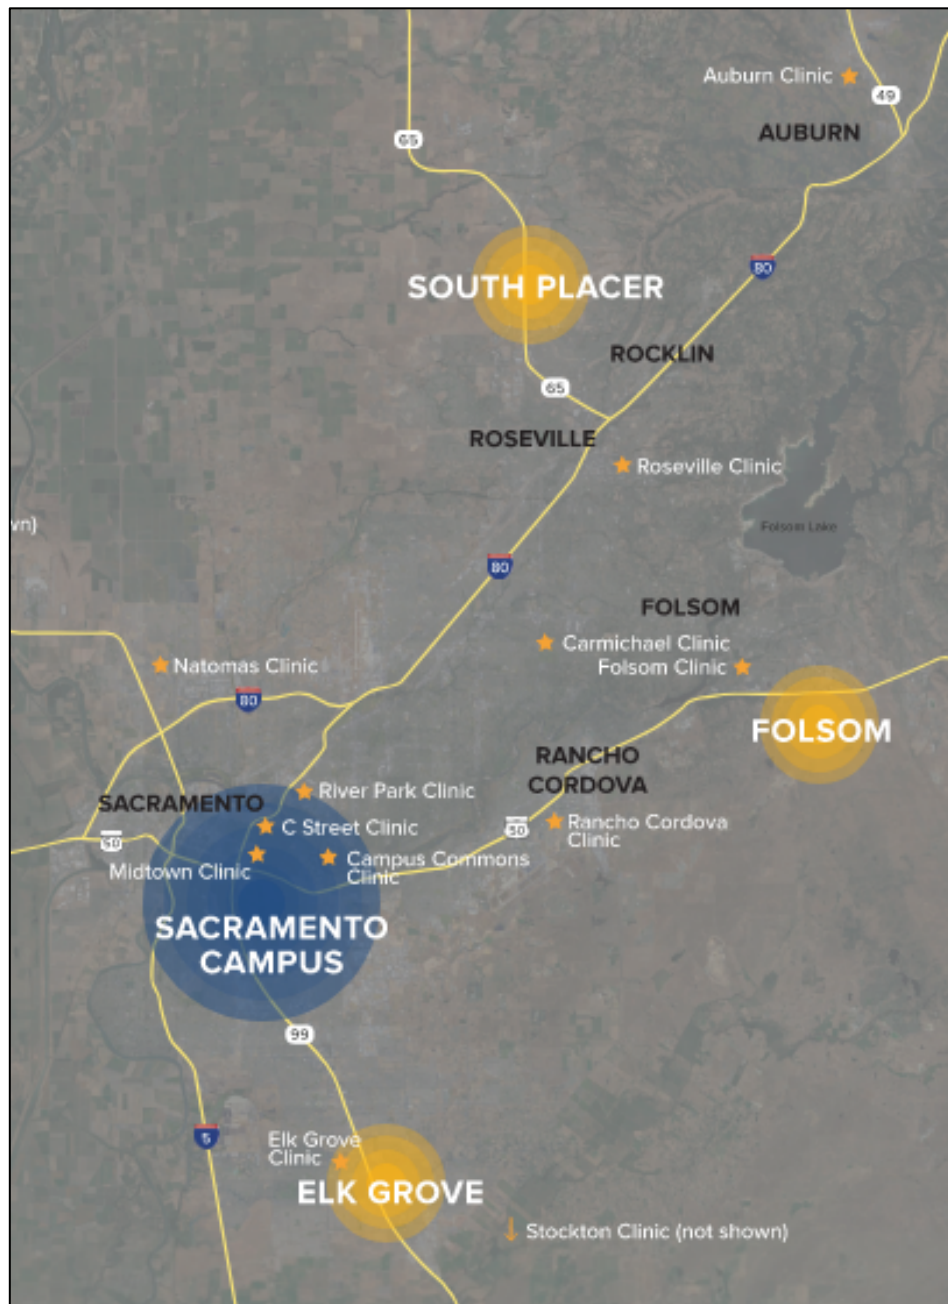 Auburn Clinic
49
AUBURN
65
80
SOUTH PLACER
ROCKLIN
65
ROSEVILLE
Roseville Clinic
wn)
Folsom Lake
80
FOLSOM
Carmichael Clinic
Natomas Clinic
Folsom Clinic
80
FOLSOM
RANCHO
CORDOVA
River Park Clinic
SACRAMENTO
C Street Clinic
50
Rancho Cordova
Clinic
50
Midtown Clinic
Campus Commons
Clinic
SACRAMENTO
CAMPUS
99
5
Elk Grove
Clinic
ELK GROVE
Stockton Clinic (not shown)